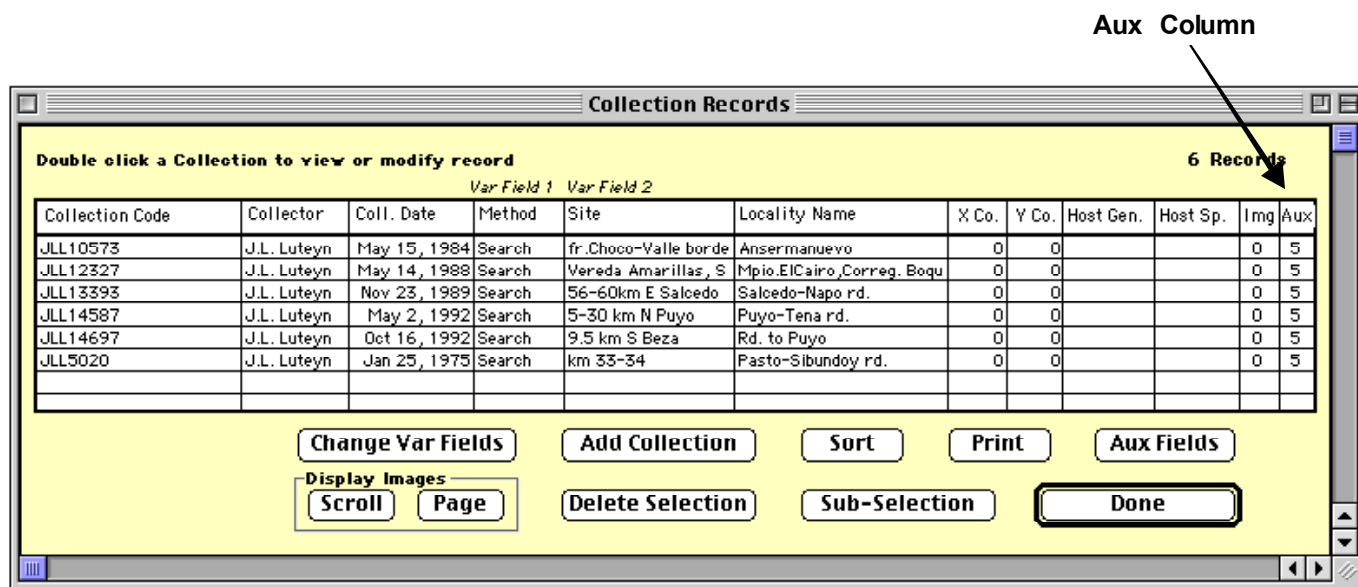 Aux Column
Collection Records
Double click a Collection to view or modify record 6 Records
Var Field 1 Var Field 2
Collection Code Collector Coll. Date Method Site Locality Name X Co. Y Co. Host Gen. Host Sp. Img Aux
JLL10573 J.L. Luteyn May 15, 1984 Search fr.Choco-Valle borde Ansermanuevo 0 0 0 5
JLL12327 J.L. Luteyn May 14, 1988 Search Vereda Amarillas, S Mpio.ElCairo,Correg. Boqu 0 0 0 5
JLL13393 J.L. Luteyn Nov 23, 1989 Search 56-60km E Salcedo Salcedo-Napo rd. 0 0 0 5
JLL14587 J.L. Luteyn May 2, 1992 Search 5-30 km N Puyo Puyo-Tena rd. 0 0 0 5
JLL14697 J.L. Luteyn Oct 16, 1992 Search 9.5 km S Beza Rd. to Puyo 0 0 0 5
JLL5020 J.L. Luteyn Jan 25, 1975 Search km 33-34 Pasto-Sibundoy rd. 0 0 0 5
Change Var Fields Add Collection Sort Print Aux Fields
Display Images
Scroll Page Delete Selection Sub-Selection Done